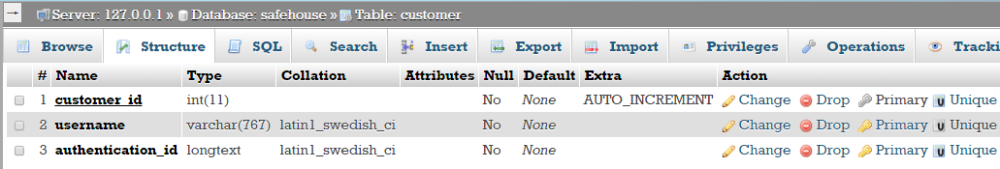 Server: 127.0.0.1 » Database: safehouse » Table: customer
Browse Structure SQL Search Insert Export Import Privileges Operations Tracki
# Name Type Collation Attributes Null Default Extra Action
1 customer_id int(11) No None AUTO_INCREMENT Change Drop Primary Unique
2 username varchar(767) latin1_swedish_ci No None Change Drop Primary Unique
3 authentication_id longtext latin1_swedish_ci No None Change Drop Primary Unique